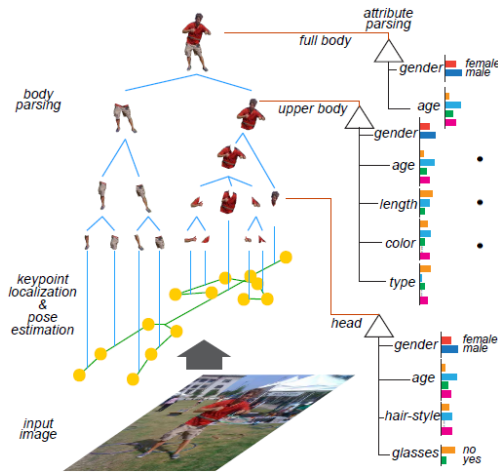 attribute
parsing
full body
gender
female
male
age
body
parsing
upper body
gender
age
length
color
type
keypoint
localization
&
pose
estimation
head
gender
female
male
age
hair-style
glasses
no
yes
input
image